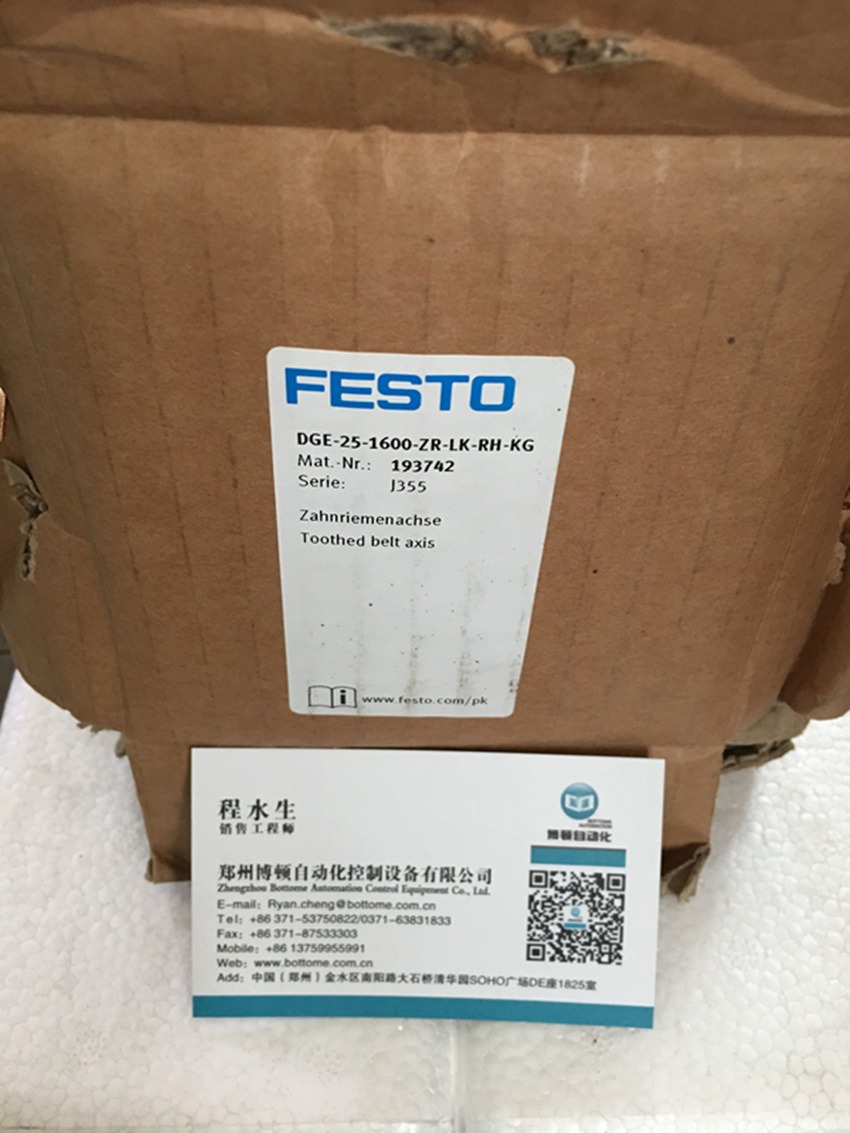 FESTO
DGE-25-1600-ZR-LK-RH-KG
Mat.-Nr.: 193742
Serie: J355
Zahnriemenachse
Toothed belt axis
i www.festo.com/pk
程水生
销售工程师
BOTTOME
AUTOMATION
博顿自动化
郑州博顿自动化控制设备有限公司
Zhengzhou Bottome Automation Control Equipment Co., Ltd.
E-mail: Ryan.cheng@bottome.com
Tel: +86 371-53750822/0371-63831833
Fax: +86 371-87533303
Mobile: +86 13759955991
Web: www.bottome.com
Add: 中国（郑州）金水区南阳路大石桥清华园SOHO广场DE座1825室